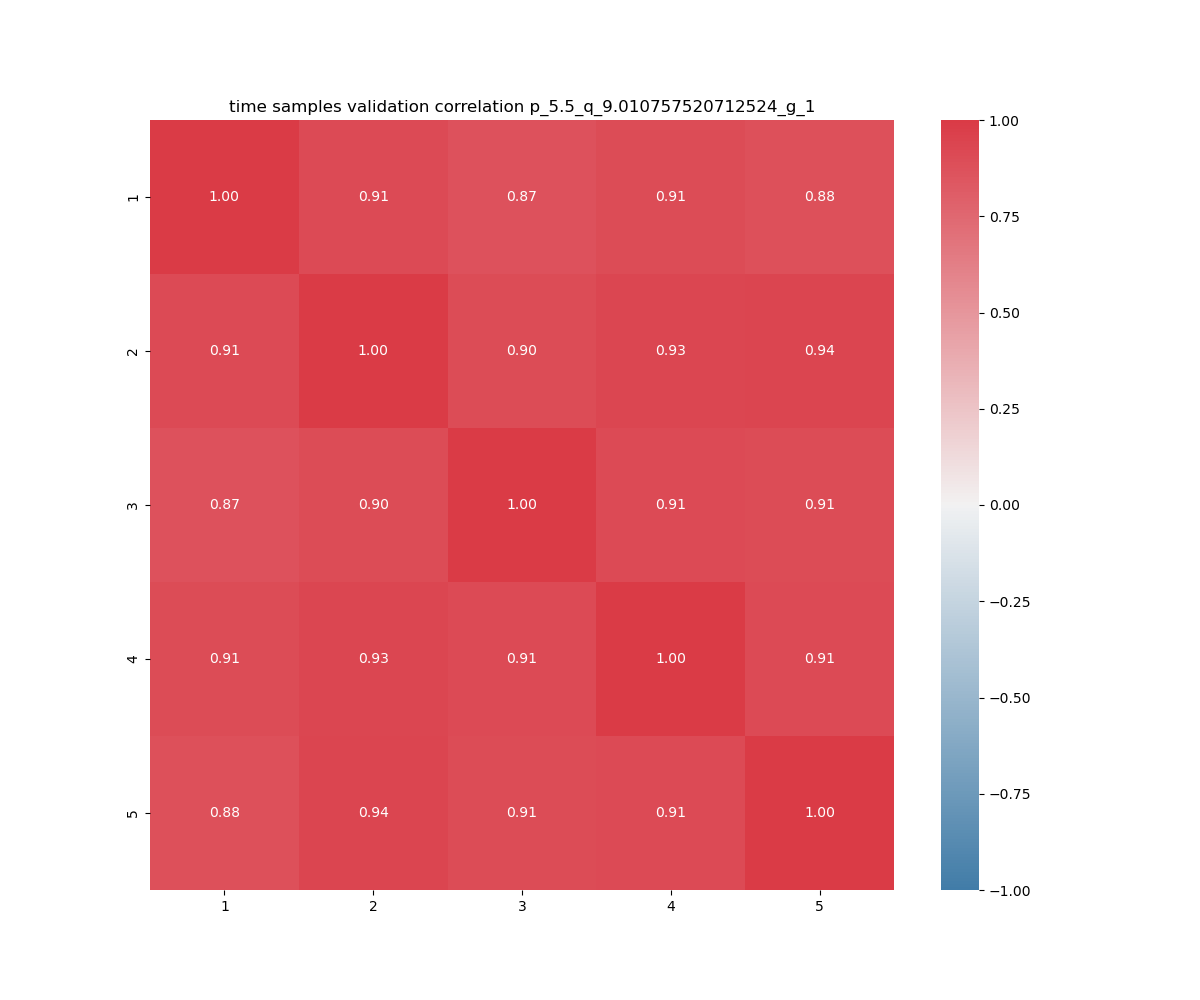 time samples validation correlation p_5.5_q_9.010757520712524_g_1
1 1.00 0.91 0.87 0.91 0.88
2 0.91 1.00 0.90 0.93 0.94
3 0.87 0.90 1.00 0.91 0.91
4 0.91 0.93 0.91 1.00 0.91
5 0.88 0.94 0.91 0.91 1.00
1 2 3 4 5
1.00
0.75
0.50
0.25
0.00
−0.25
−0.50
−0.75
−1.00